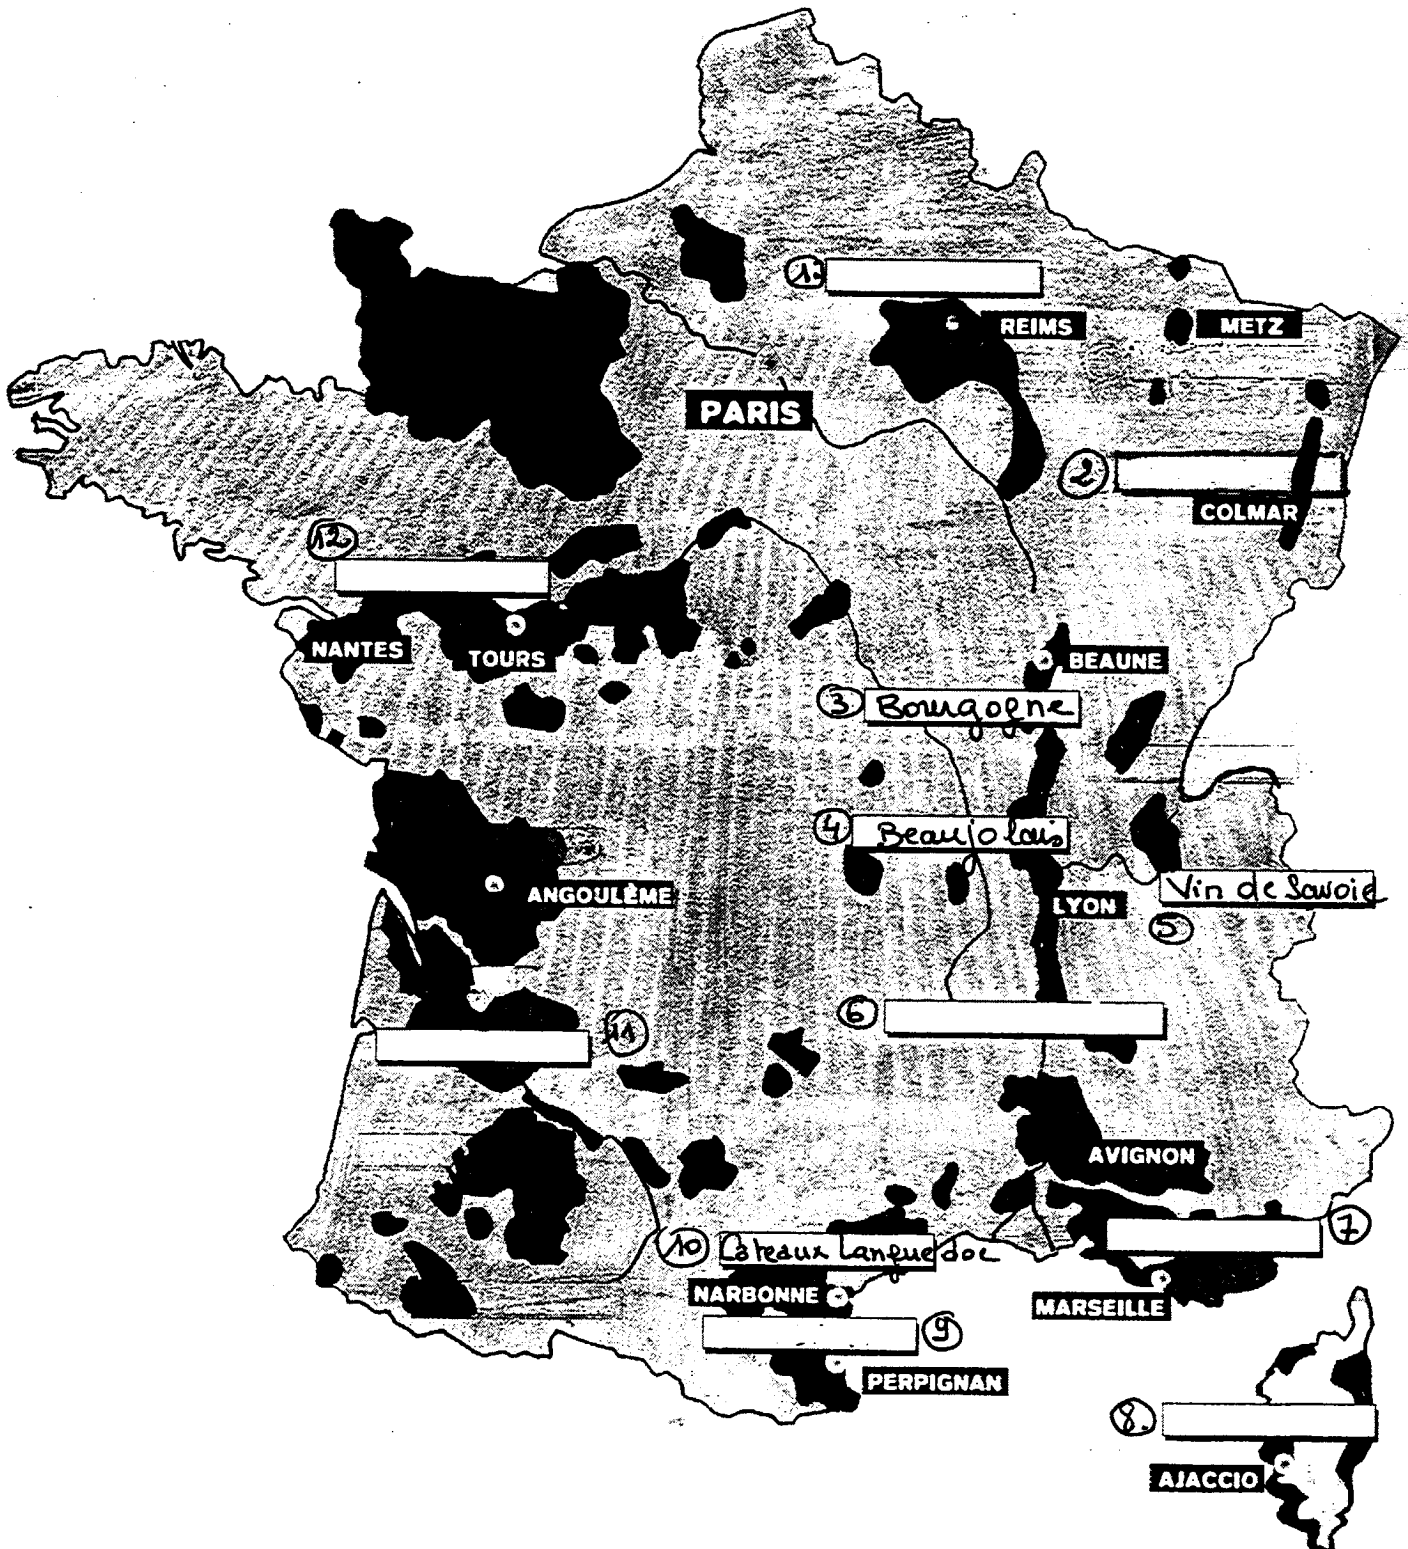 1.
REIMS
METZ
PARIS
2
COLMAR
12
NANTES
TOURS
BEAUNE
3 Bourgogne
4 Beaujolais
ANGOULÊME
LYON
Vin de Savoie
5
6
11
AVIGNON
7
10 Coteaux Languedoc
NARBONNE
MARSEILLE
9
PERPIGNAN
8.
AJACCIO